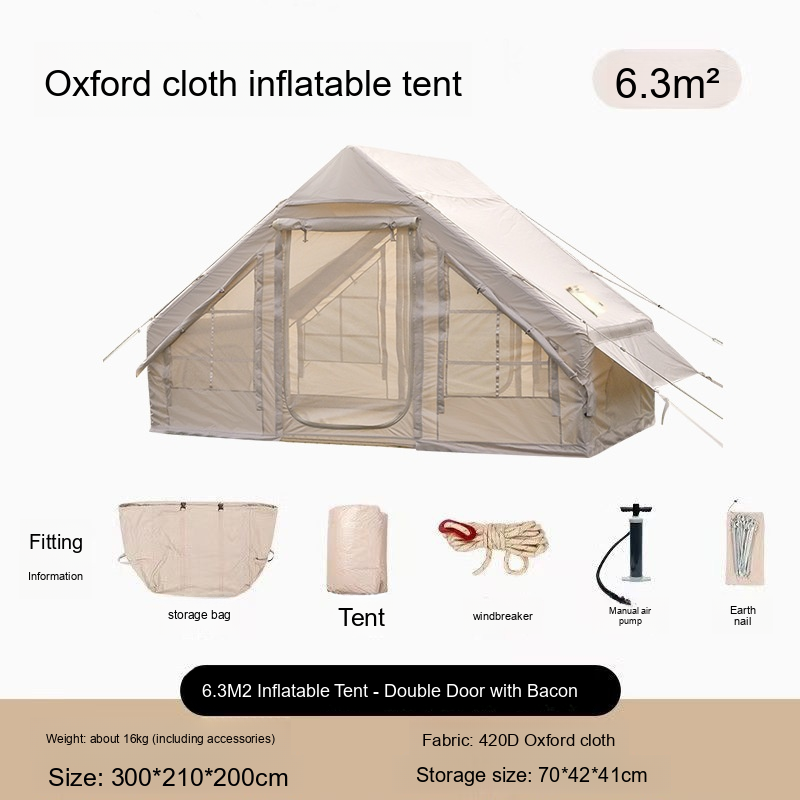 Oxford cloth inflatable tent
6.3m²
Fitting
Information
storage bag
Tent
windbreaker
Manual air
pump
Earth
nail
6.3M2 Inflatable Tent - Double Door with Bacon
Weight: about 16kg (including accessories)
Fabric: 420D Oxford cloth
Size: 300*210*200cm
Storage size: 70*42*41cm